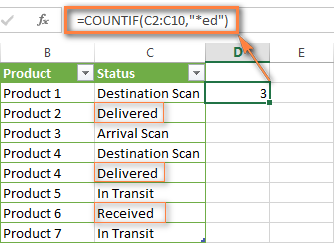 fx =COUNTIF(C2:C10,"*ed")
B C D E
Product Status
Product 1 Destination Scan 3
Product 2 Delivered
Product 3 Arrival Scan
Product 4 Destination Scan
Product 4 Delivered
Product 5 In Transit
Product 6 Received
Product 7 In Transit